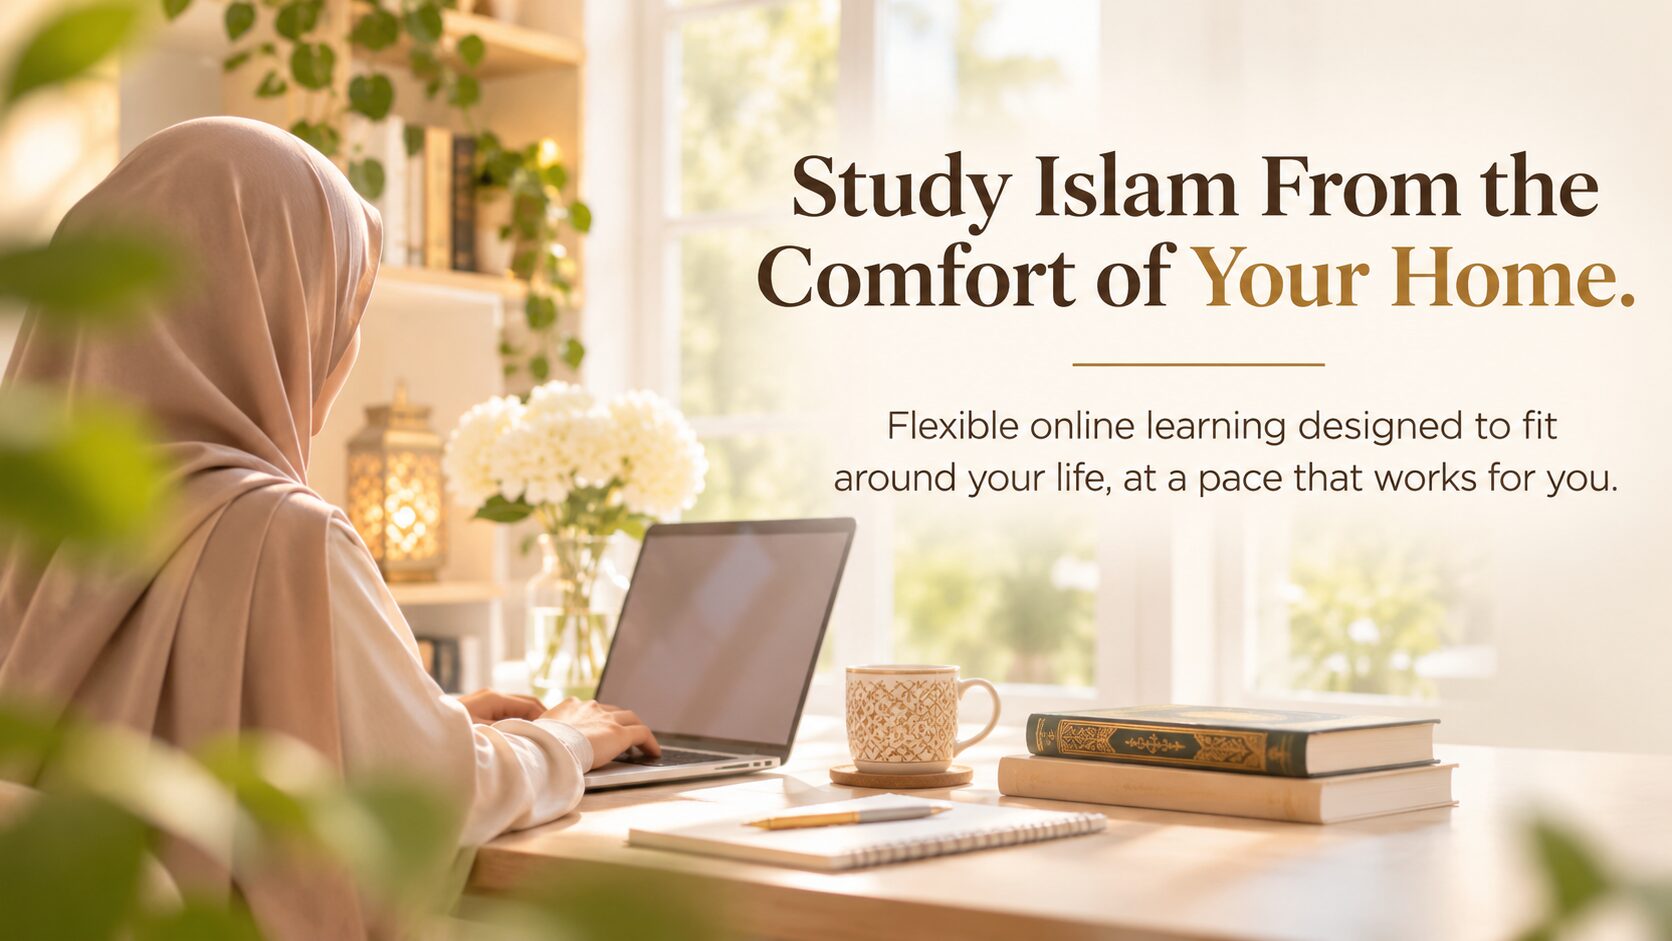 Study Islam From the
Comfort of Your Home.
Flexible online learning designed to fit
around your life, at a pace that works for you.